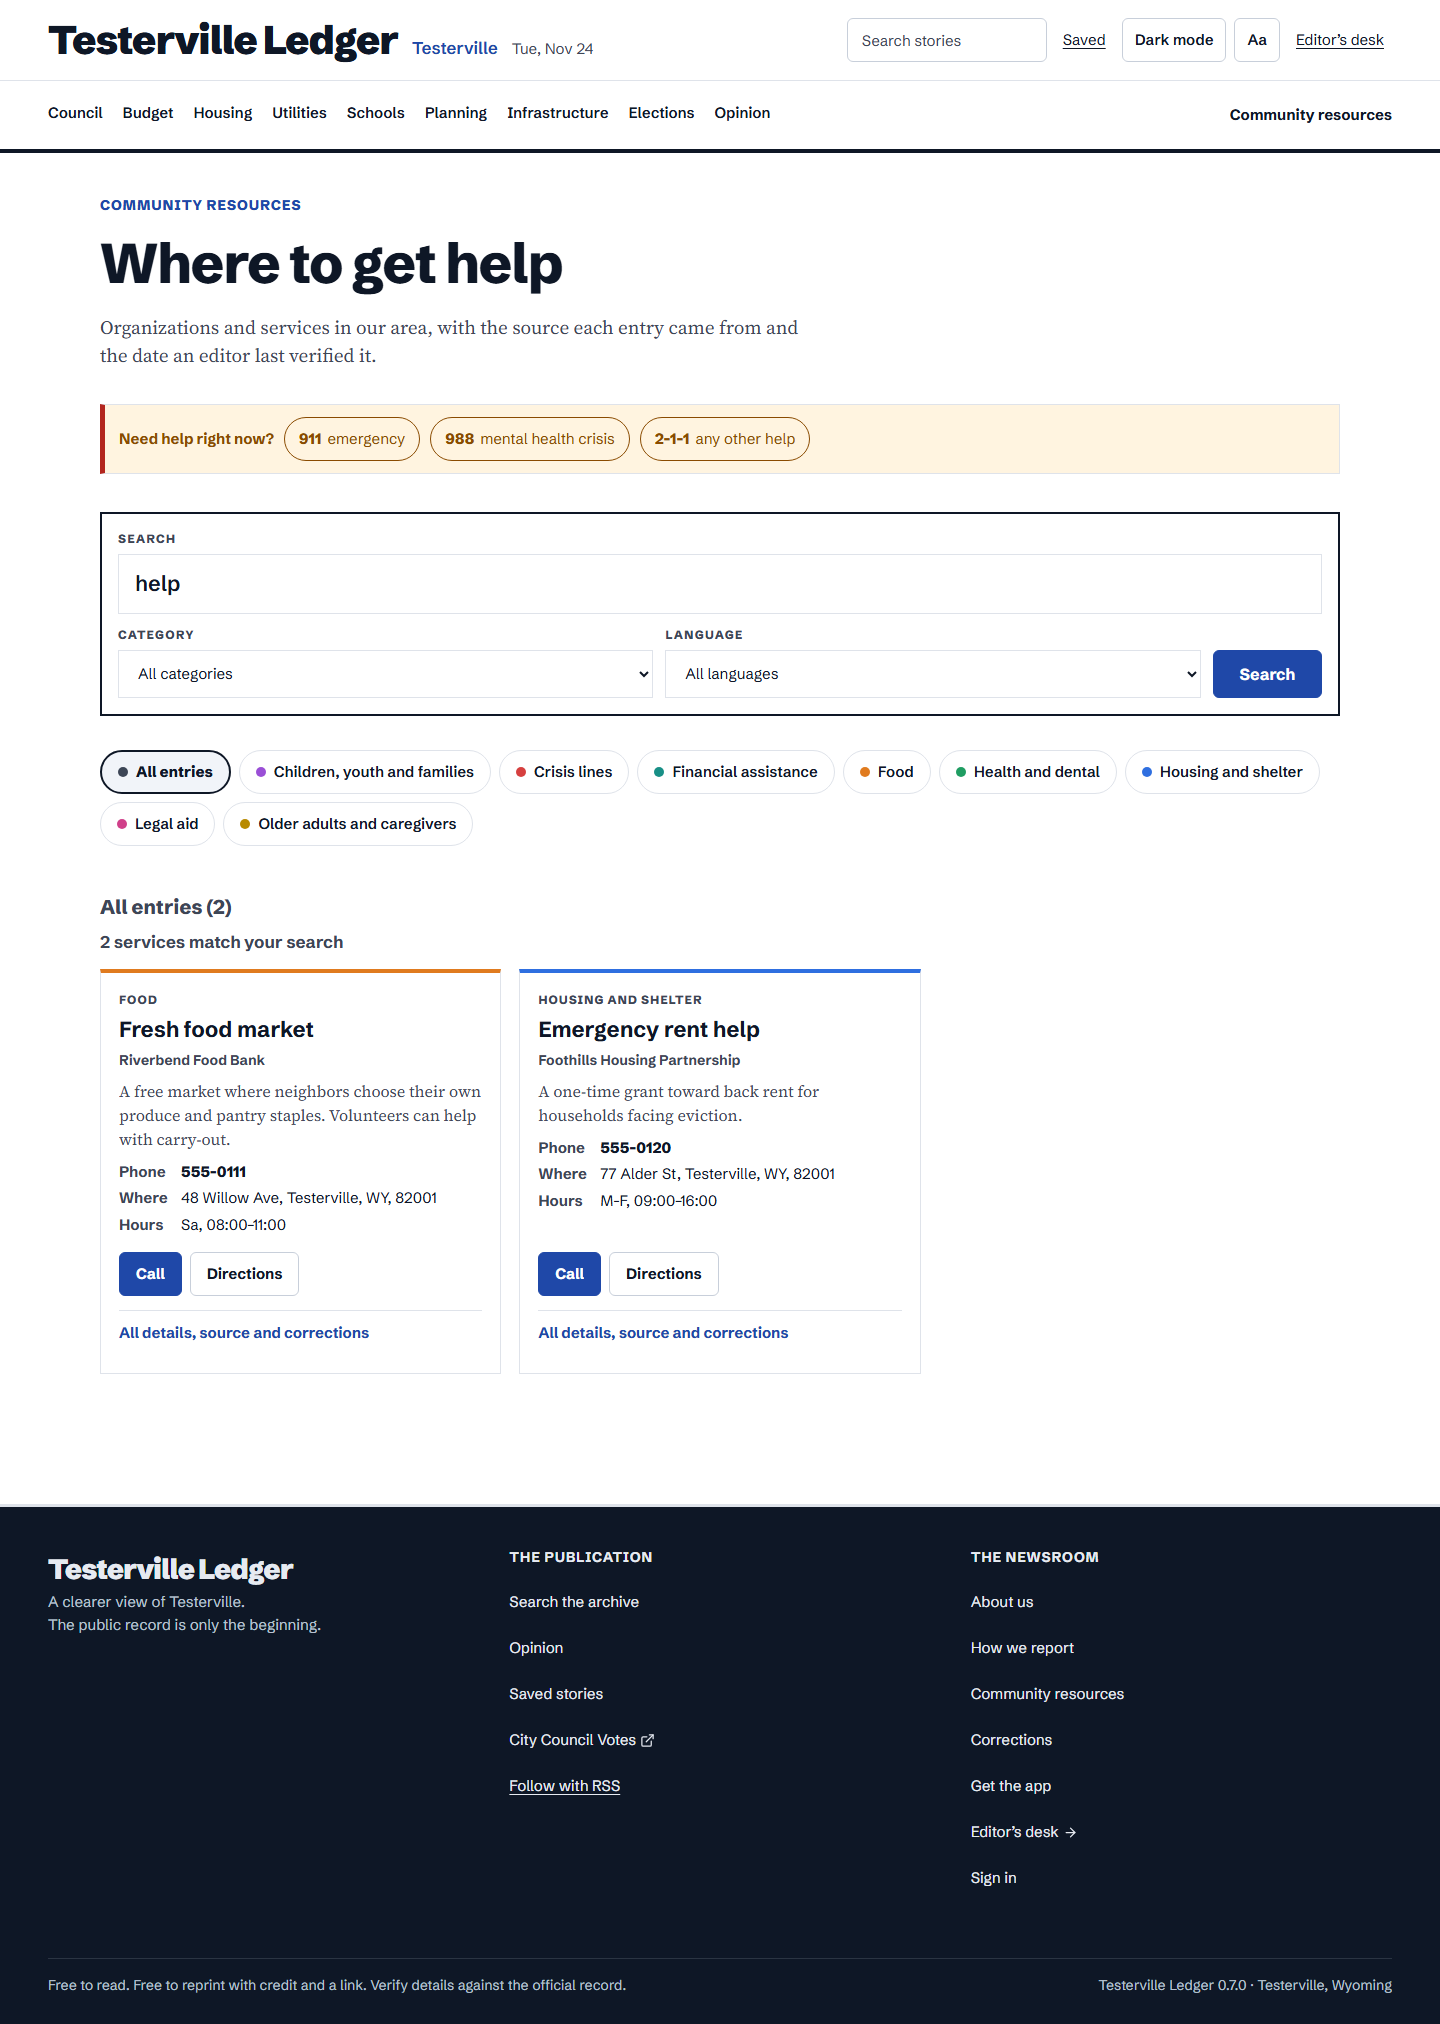 Testerville Ledger Testerville Tue, Nov 24
Search stories Saved Dark mode Aa Editor's desk
Council Budget Housing Utilities Schools Planning Infrastructure Elections Opinion Community resources
COMMUNITY RESOURCES
Where to get help
Organizations and services in our area, with the source each entry came from and
the date an editor last verified it.
Need help right now? 911 emergency 988 mental health crisis 2-1-1 any other help
SEARCH
help
CATEGORY LANGUAGE
All categories All languages Search
All entries Children, youth and families Crisis lines Financial assistance Food Health and dental Housing and shelter
Legal aid Older adults and caregivers
All entries (2)
2 services match your search
FOOD
Fresh food market
Riverbend Food Bank
A free market where neighbors choose their own
produce and pantry staples. Volunteers can help
with carry-out.
Phone 555-0111
Where 48 Willow Ave, Testerville, WY, 82001
Hours Sa, 08:00-11:00
Call Directions
All details, source and corrections
HOUSING AND SHELTER
Emergency rent help
Foothills Housing Partnership
A one-time grant toward back rent for
households facing eviction.
Phone 555-0120
Where 77 Alder St, Testerville, WY, 82001
Hours M-F, 09:00-16:00
Call Directions
All details, source and corrections
Testerville Ledger
A clearer view of Testerville.
The public record is only the beginning.
THE PUBLICATION
Search the archive
Opinion
Saved stories
City Council Votes
Follow with RSS
THE NEWSROOM
About us
How we report
Community resources
Corrections
Get the app
Editor's desk →
Sign in
Free to read. Free to reprint with credit and a link. Verify details against the official record.
Testerville Ledger 0.7.0 · Testerville, Wyoming